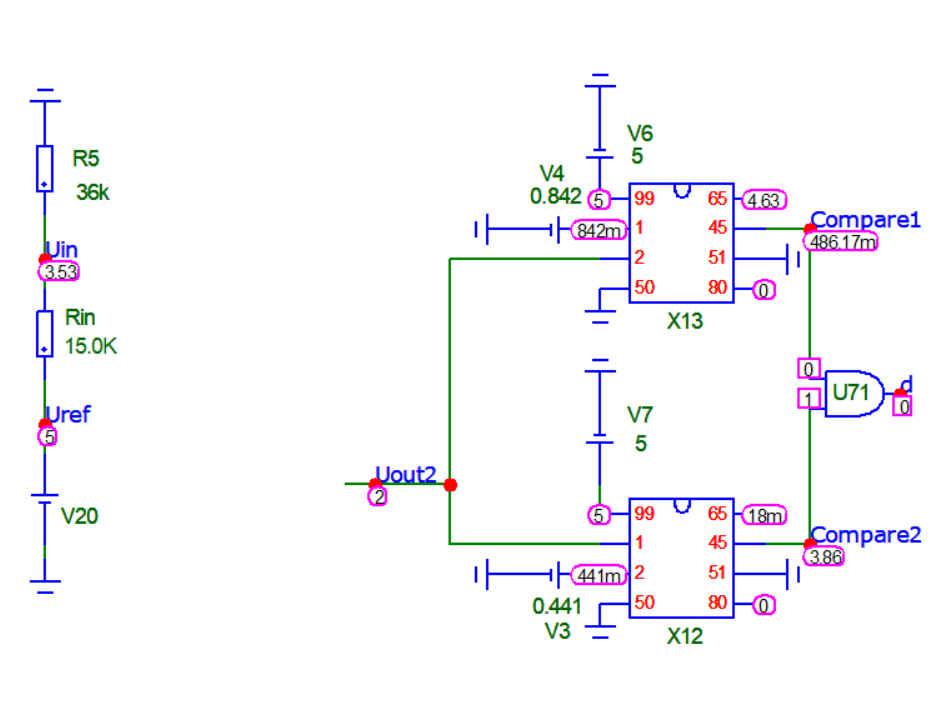 R5
36k
Uin
3.53
Rin
15.0K
Uref
5
V20
V6
5
V4
0.842
5
99
65
4.63
842m
1
45
Compare1
486.17m
2
51
50
80
0
X13
0
1
U71
d
0
V7
5
Uout2
2
5
99
65
18m
1
45
Compare2
3.86
441m
2
51
0.441
50
80
0
V3
X12